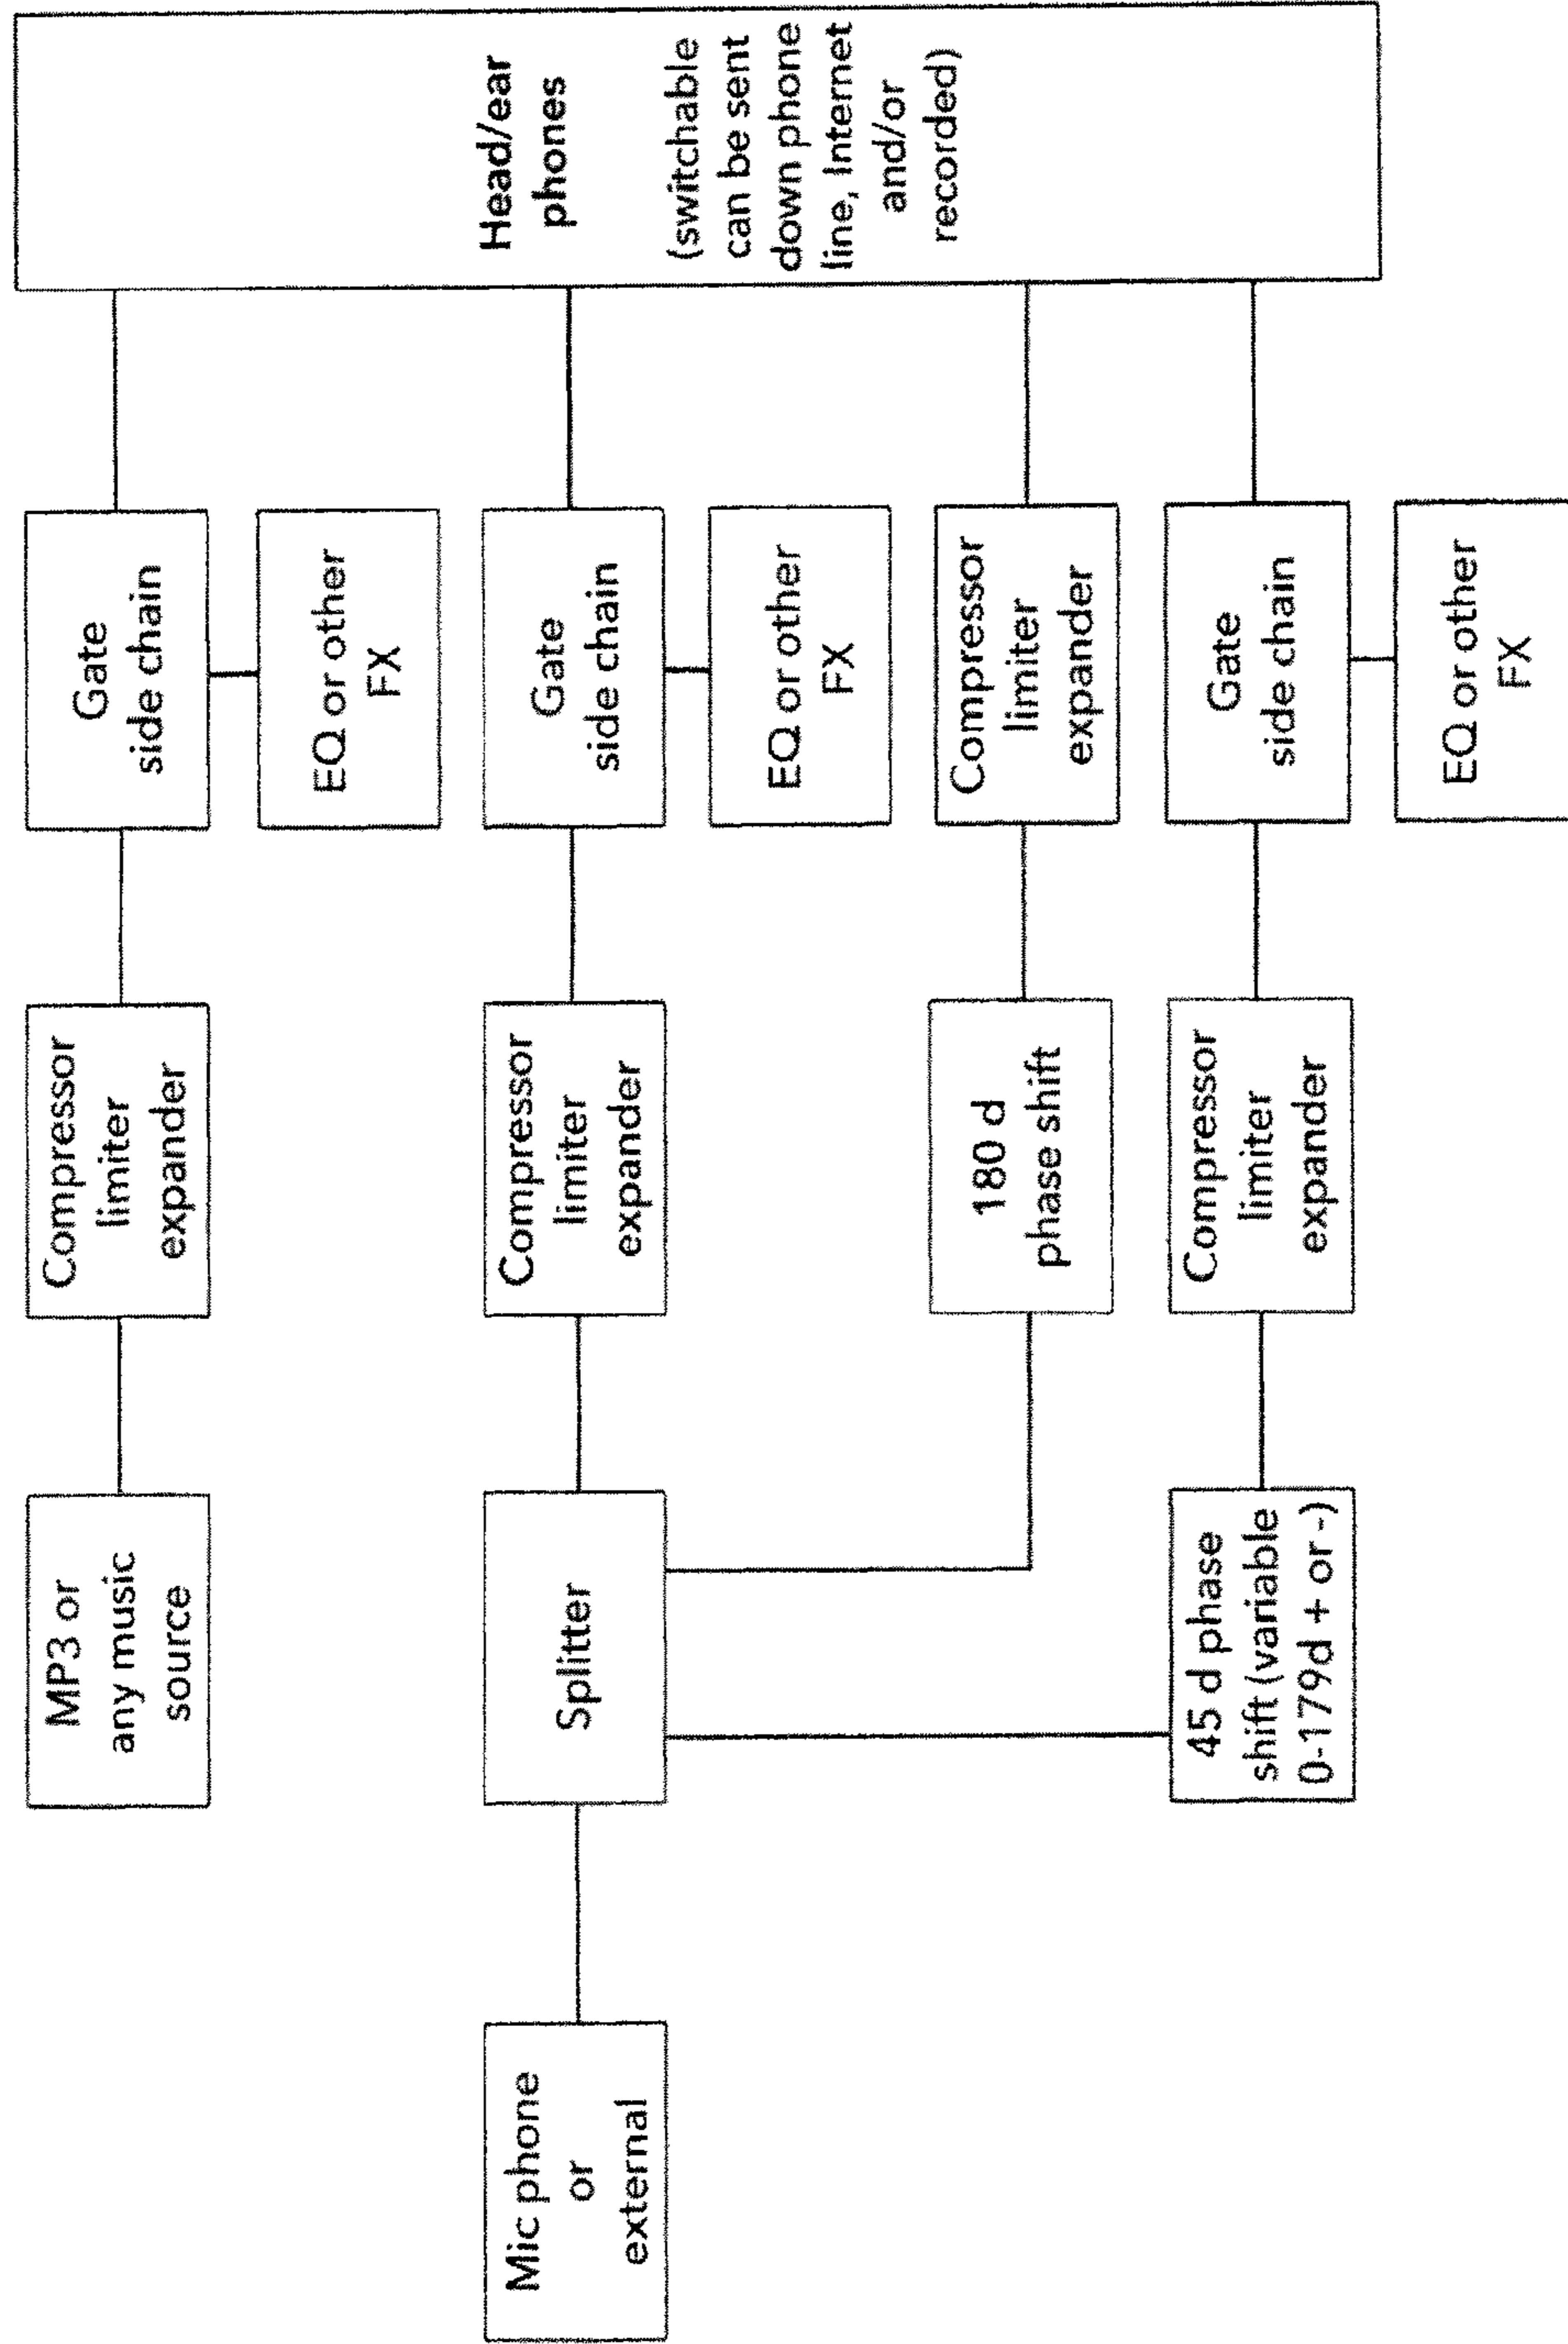 MP3 or
any music
source
Compressor
limiter
expander
Gate
side chain
EQ or other
FX
Mic phone
or
external
Splitter
Compressor
limiter
expander
Gate
side chain
EQ or other
FX
180 d
phase shift
Compressor
limiter
expander
45 d phase
shift (variable
0-179d + or -)
Compressor
limiter
expander
Gate
side chain
EQ or other
FX
Head/ear
phones
(switchable
can be sent
down phone
line, Internet
and/or
recorded)